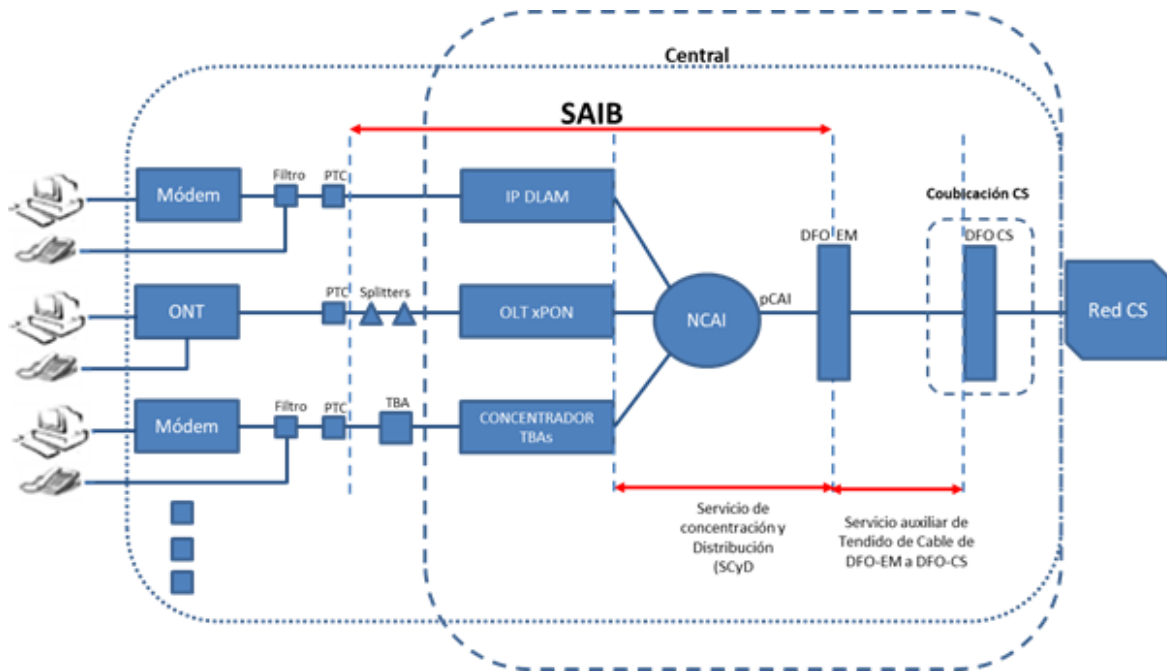 Central
SAIB
Filtro
PTC
Módem
IP DLAM
Coubicación CS
DFO EM
DFO CS
PTC
Splitters
ONT
OLT xPON
NCAI
pCAI
Red CS
Filtro
PTC
TBA
Módem
CONCENTRADOR
TBAs
Servicio de
concentración y
Distribución
(SCyD
Servicio auxiliar de
Tendido de Cable de
DFO-EM a DFO-CS